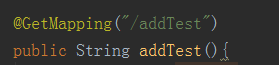 @GetMapping("/addTest")
public String addTest(){